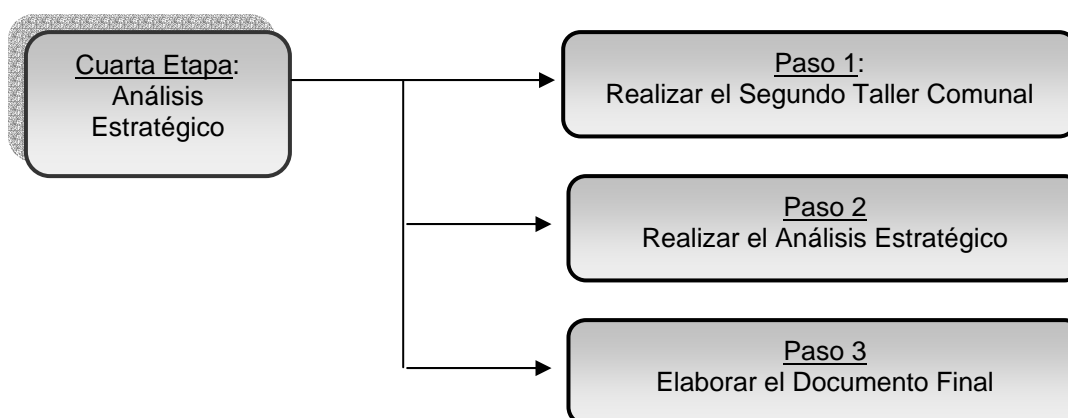 Cuarta Etapa:
Análisis
Estratégico
Paso 1:
Realizar el Segundo Taller Comunal
Paso 2
Realizar el Análisis Estratégico
Paso 3
Elaborar el Documento Final